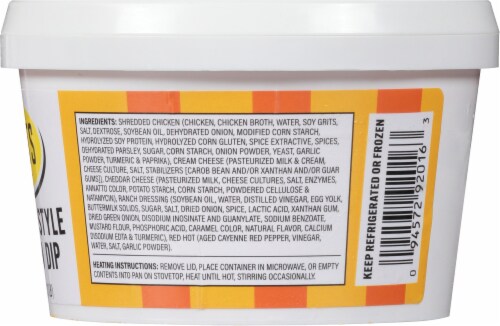 INGREDIENTS: SHREDDED CHICKEN (CHICKEN, CHICKEN BROTH, WATER, SOY GRITS,
SALT, DEXTROSE, SOYBEAN OIL, DEHYDRATED ONION, MODIFIED CORN STARCH,
HYDROLYZED SOY PROTEIN, HYDROLYZED CORN GLUTEN, SPICE EXTRACTIVE, SPICES,
DEHYDRATED PARSLEY, SUGAR, CORN STARCH, ONION POWDER, YEAST, GARLIC
POWDER, TURMERIC & PAPRIKA), CREAM CHEESE (PASTEURIZED MILK & CREAM,
CHEESE CULTURE, SALT, STABILIZERS [CAROB BEAN AND/OR XANTHAN AND/OR GUAR
GUMS]), CHEDDAR CHEESE (PASTEURIZED MILK, CHEESE CULTURES, SALT, ENZYMES,
ANNATTO COLOR, POTATO STARCH, CORN STARCH, POWDERED CELLULOSE &
NATAMYCIN), RANCH DRESSING (SOYBEAN OIL, WATER, DISTILLED VINEGAR, EGG YOLK,
BUTTERMILK SOLIDS, SUGAR, SALT, DRIED ONION, SPICE, LACTIC ACID, XANTHAN GUM,
DRIED GREEN ONION, DISODIUM INOSINATE AND GUANYLATE, SODIUM BENZOATE,
MUSTARD FLOUR, PHOSPHORIC ACID, CARAMEL COLOR, NATURAL FLAVOR, CALCIUM
DISODIUM EDTA & TURMERIC), RED HOT (AGED CAYENNE RED PEPPER, VINEGAR,
WATER, SALT, GARLIC POWDER).
HEATING INSTRUCTIONS: REMOVE LID, PLACE CONTAINER IN MICROWAVE, OR EMPTY
CONTENTS INTO PAN ON STOVETOP, HEAT UNTIL HOT, STIRRING OCCASIONALLY.
KEEP REFRIGERATED OR FROZEN
0 94572 95016 3
STYLE
DIP